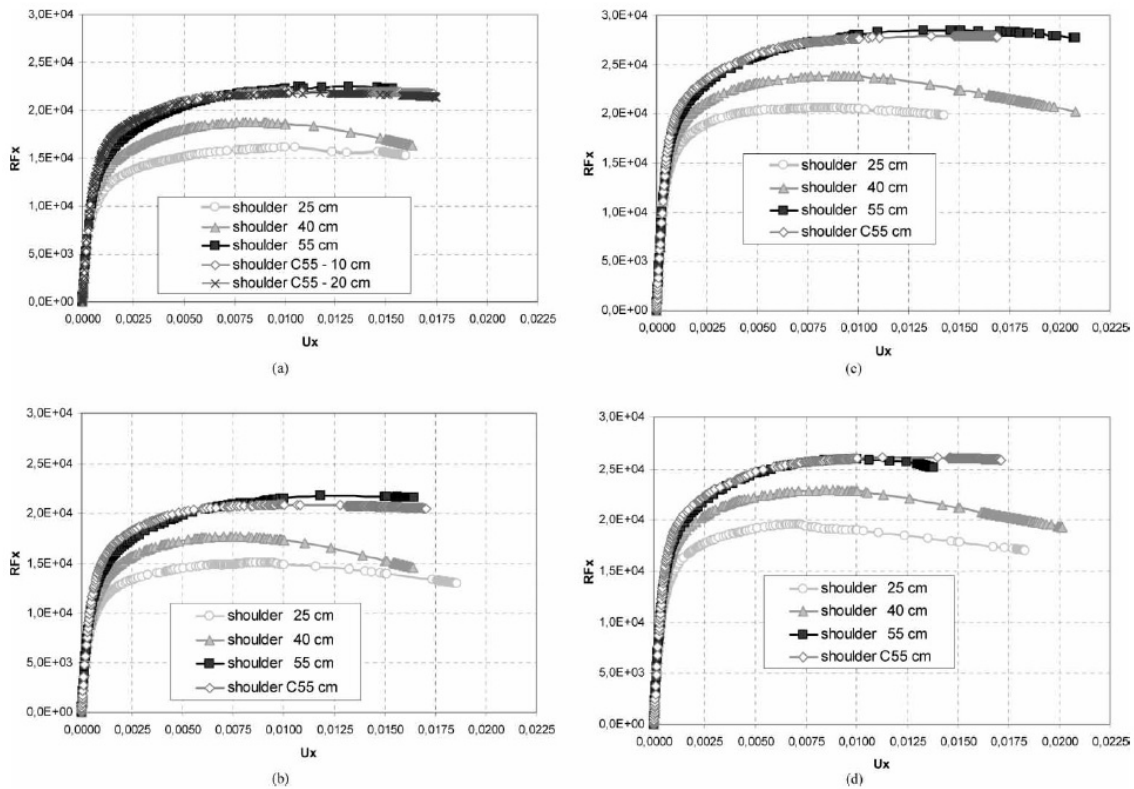 3,0E+04
2,5E+04
2,0E+04
1,5E+04
1,0E+04
5,0E+03
0,0E+00
RFx
shoulder 25 cm
shoulder 40 cm
shoulder 55 cm
shoulder C55 - 10 cm
shoulder C55 - 20 cm
0,0000 0,0025 0,0050 0,0075 0,0100 0,0125 0,0150 0,0175 0,0200 0,0225
Ux
(a)
3,0E+04
2,5E+04
2,0E+04
1,5E+04
1,0E+04
5,0E+03
0,0E+00
RFx
shoulder 25 cm
shoulder 40 cm
shoulder 55 cm
shoulder C55 cm
0,0000 0,0025 0,0050 0,0075 0,0100 0,0125 0,0150 0,0175 0,0200 0,0225
Ux
(c)
3,0E+04
2,5E+04
2,0E+04
1,5E+04
1,0E+04
5,0E+03
0,0E+00
RFx
shoulder 25 cm
shoulder 40 cm
shoulder 55 cm
shoulder C55 cm
0,0000 0,0025 0,0050 0,0075 0,0100 0,0125 0,0150 0,0175 0,0200 0,0225
Ux
(b)
3,0E+04
2,5E+04
2,0E+04
1,5E+04
1,0E+04
5,0E+03
0,0E+00
RFx
shoulder 25 cm
shoulder 40 cm
shoulder 55 cm
shoulder C55 cm
0,0000 0,0025 0,0050 0,0075 0,0100 0,0125 0,0150 0,0175 0,0200 0,0225
Ux
(d)